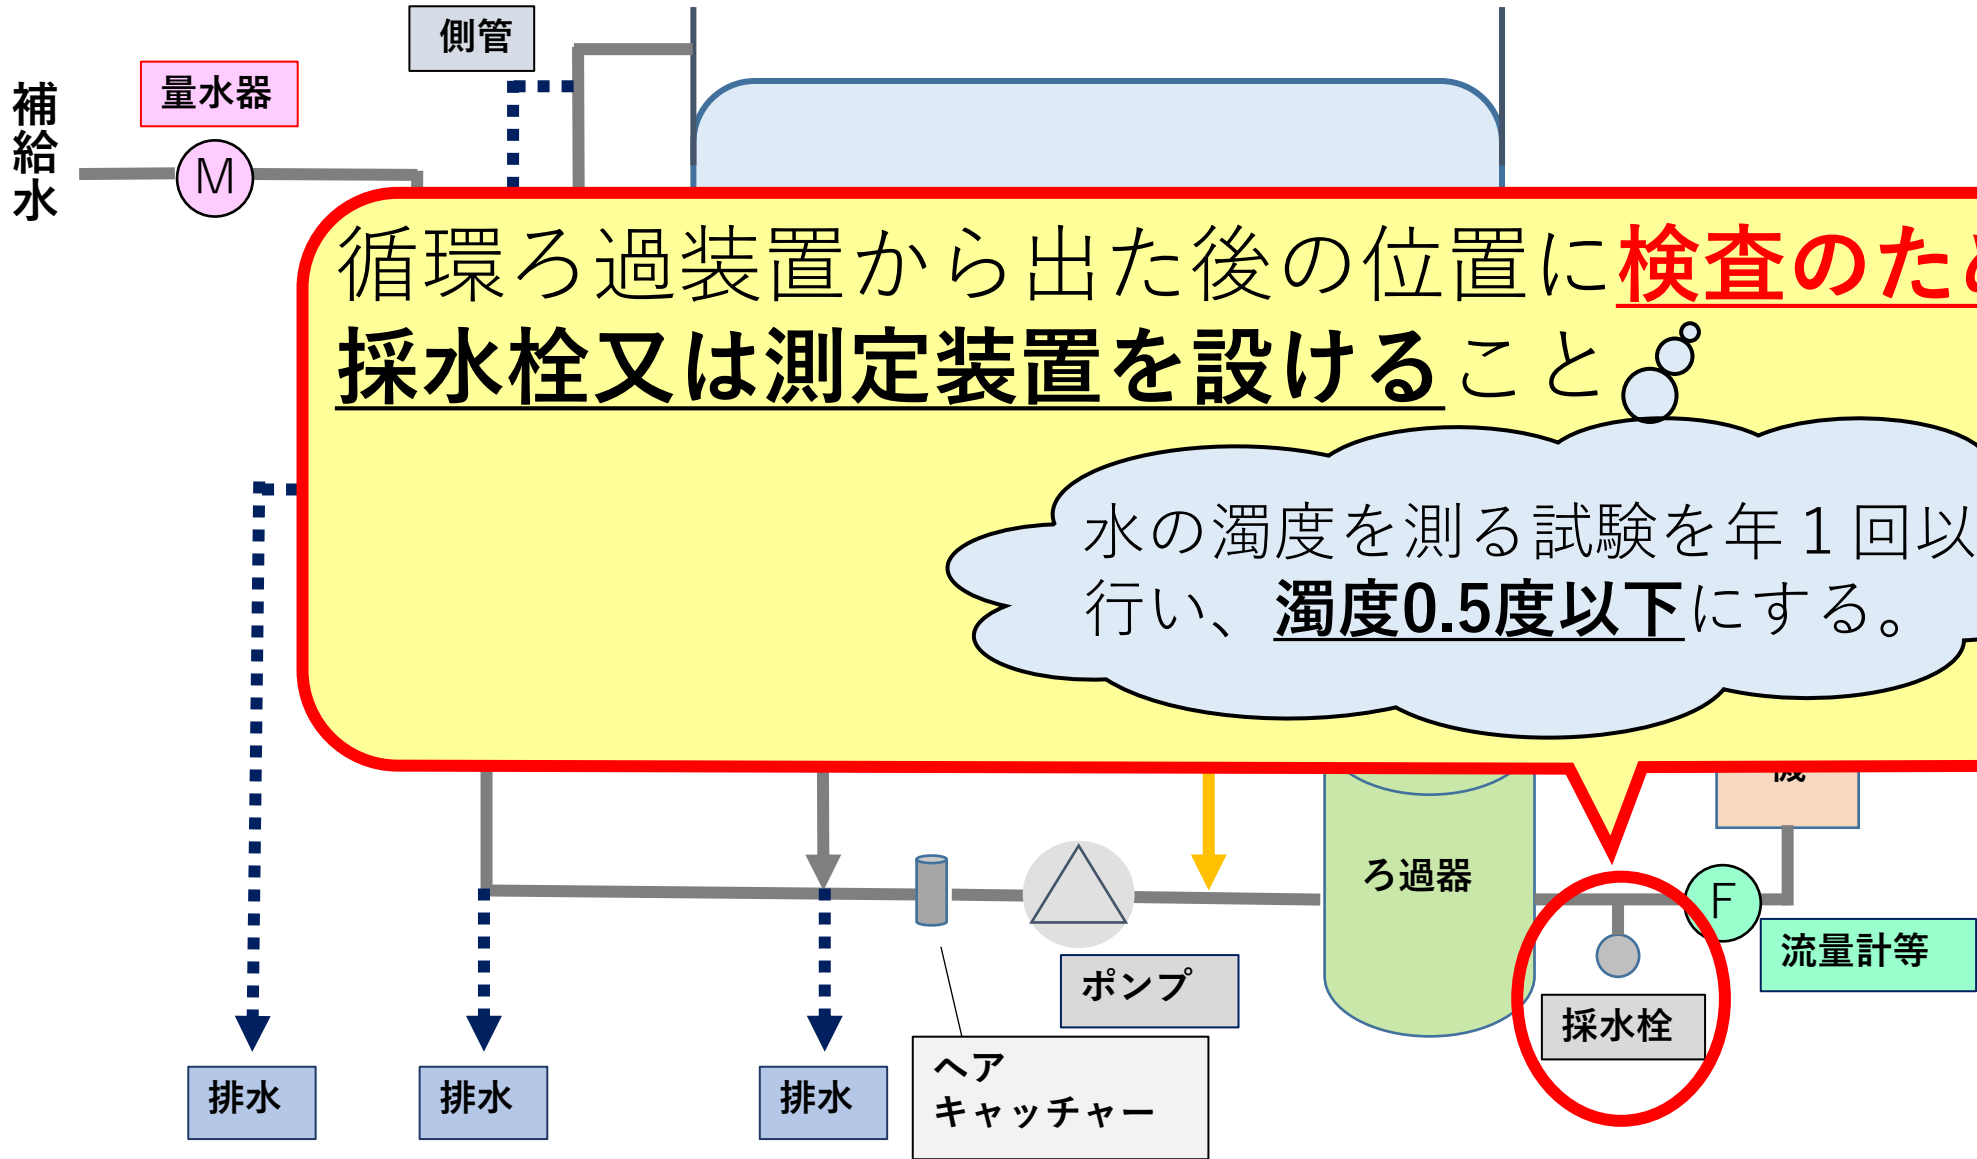 側管
量水器
補給水
M
循環ろ過装置から出た後の位置に検査のため
採水栓又は測定装置を設けること
水の濁度を測る試験を年１回以
行い、濁度0.5度以下にする。
機
ろ過器
F
流量計等
ポンプ
採水栓
ヘア
キャッチャー
排水
排水
排水